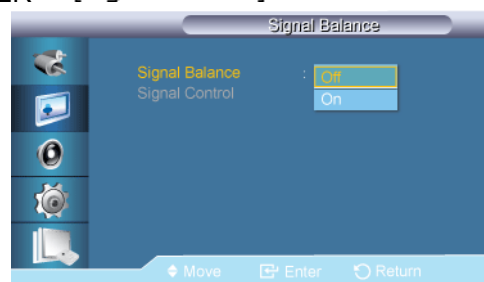 Signal Balance
Signal Balance : Off
Signal Control On
Move Enter Return